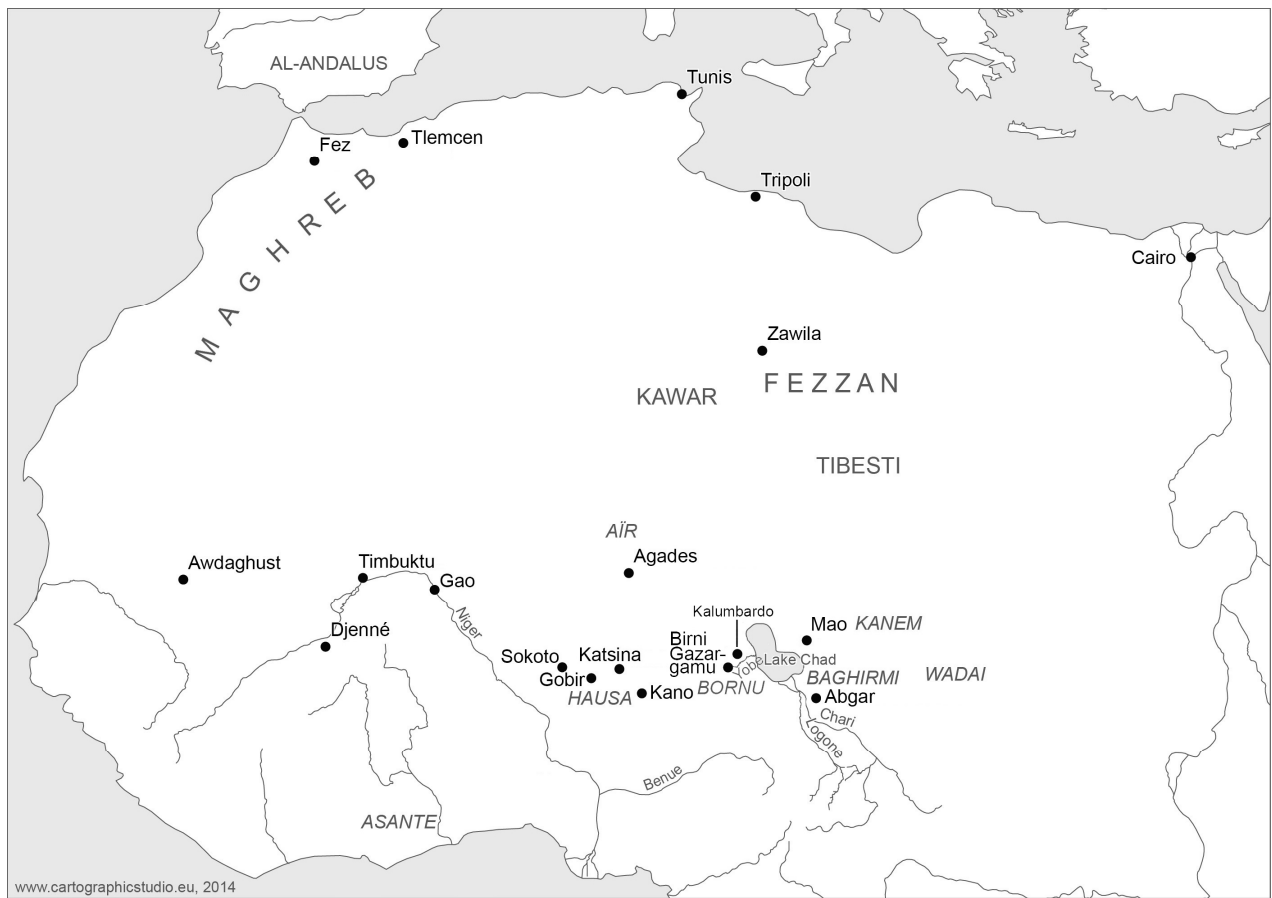 AL-ANDALUS
Tunis
Fez
Tlemcen
MAGHREB
Tripoli
Cairo
Zawila
FEZZAN
KAWAR
TIBESTI
AÏR
Agades
Awdaghust
Timbuktu
Gao
Niger
Djenné
Kalumbardo
Mao
KANEM
Birni
Gazar-
gamu
Yobe
Lake Chad
Sokoto
Katsina
Gobir
HAUSA
Kano
BORNU
BAGHIRMI
WADAI
Abgar
Chari
Logone
Benue
ASANTE
www.cartographicstudio.eu, 2014